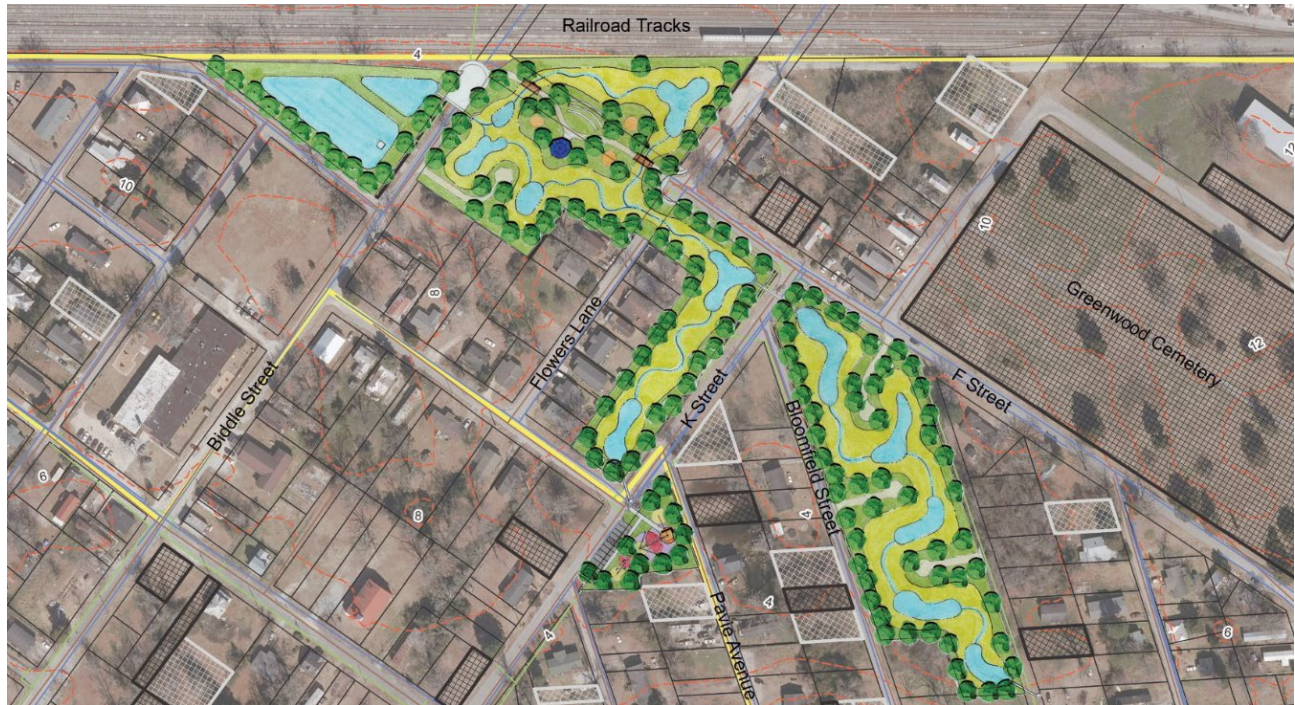 Railroad Tracks
4
12
10
10
8
Greenwood Cemetery
Flowers Lane
12
F Street
Biddle Street
K Street
Bloomfield Street
6
8
4
4
Pavie Avenue
4
6